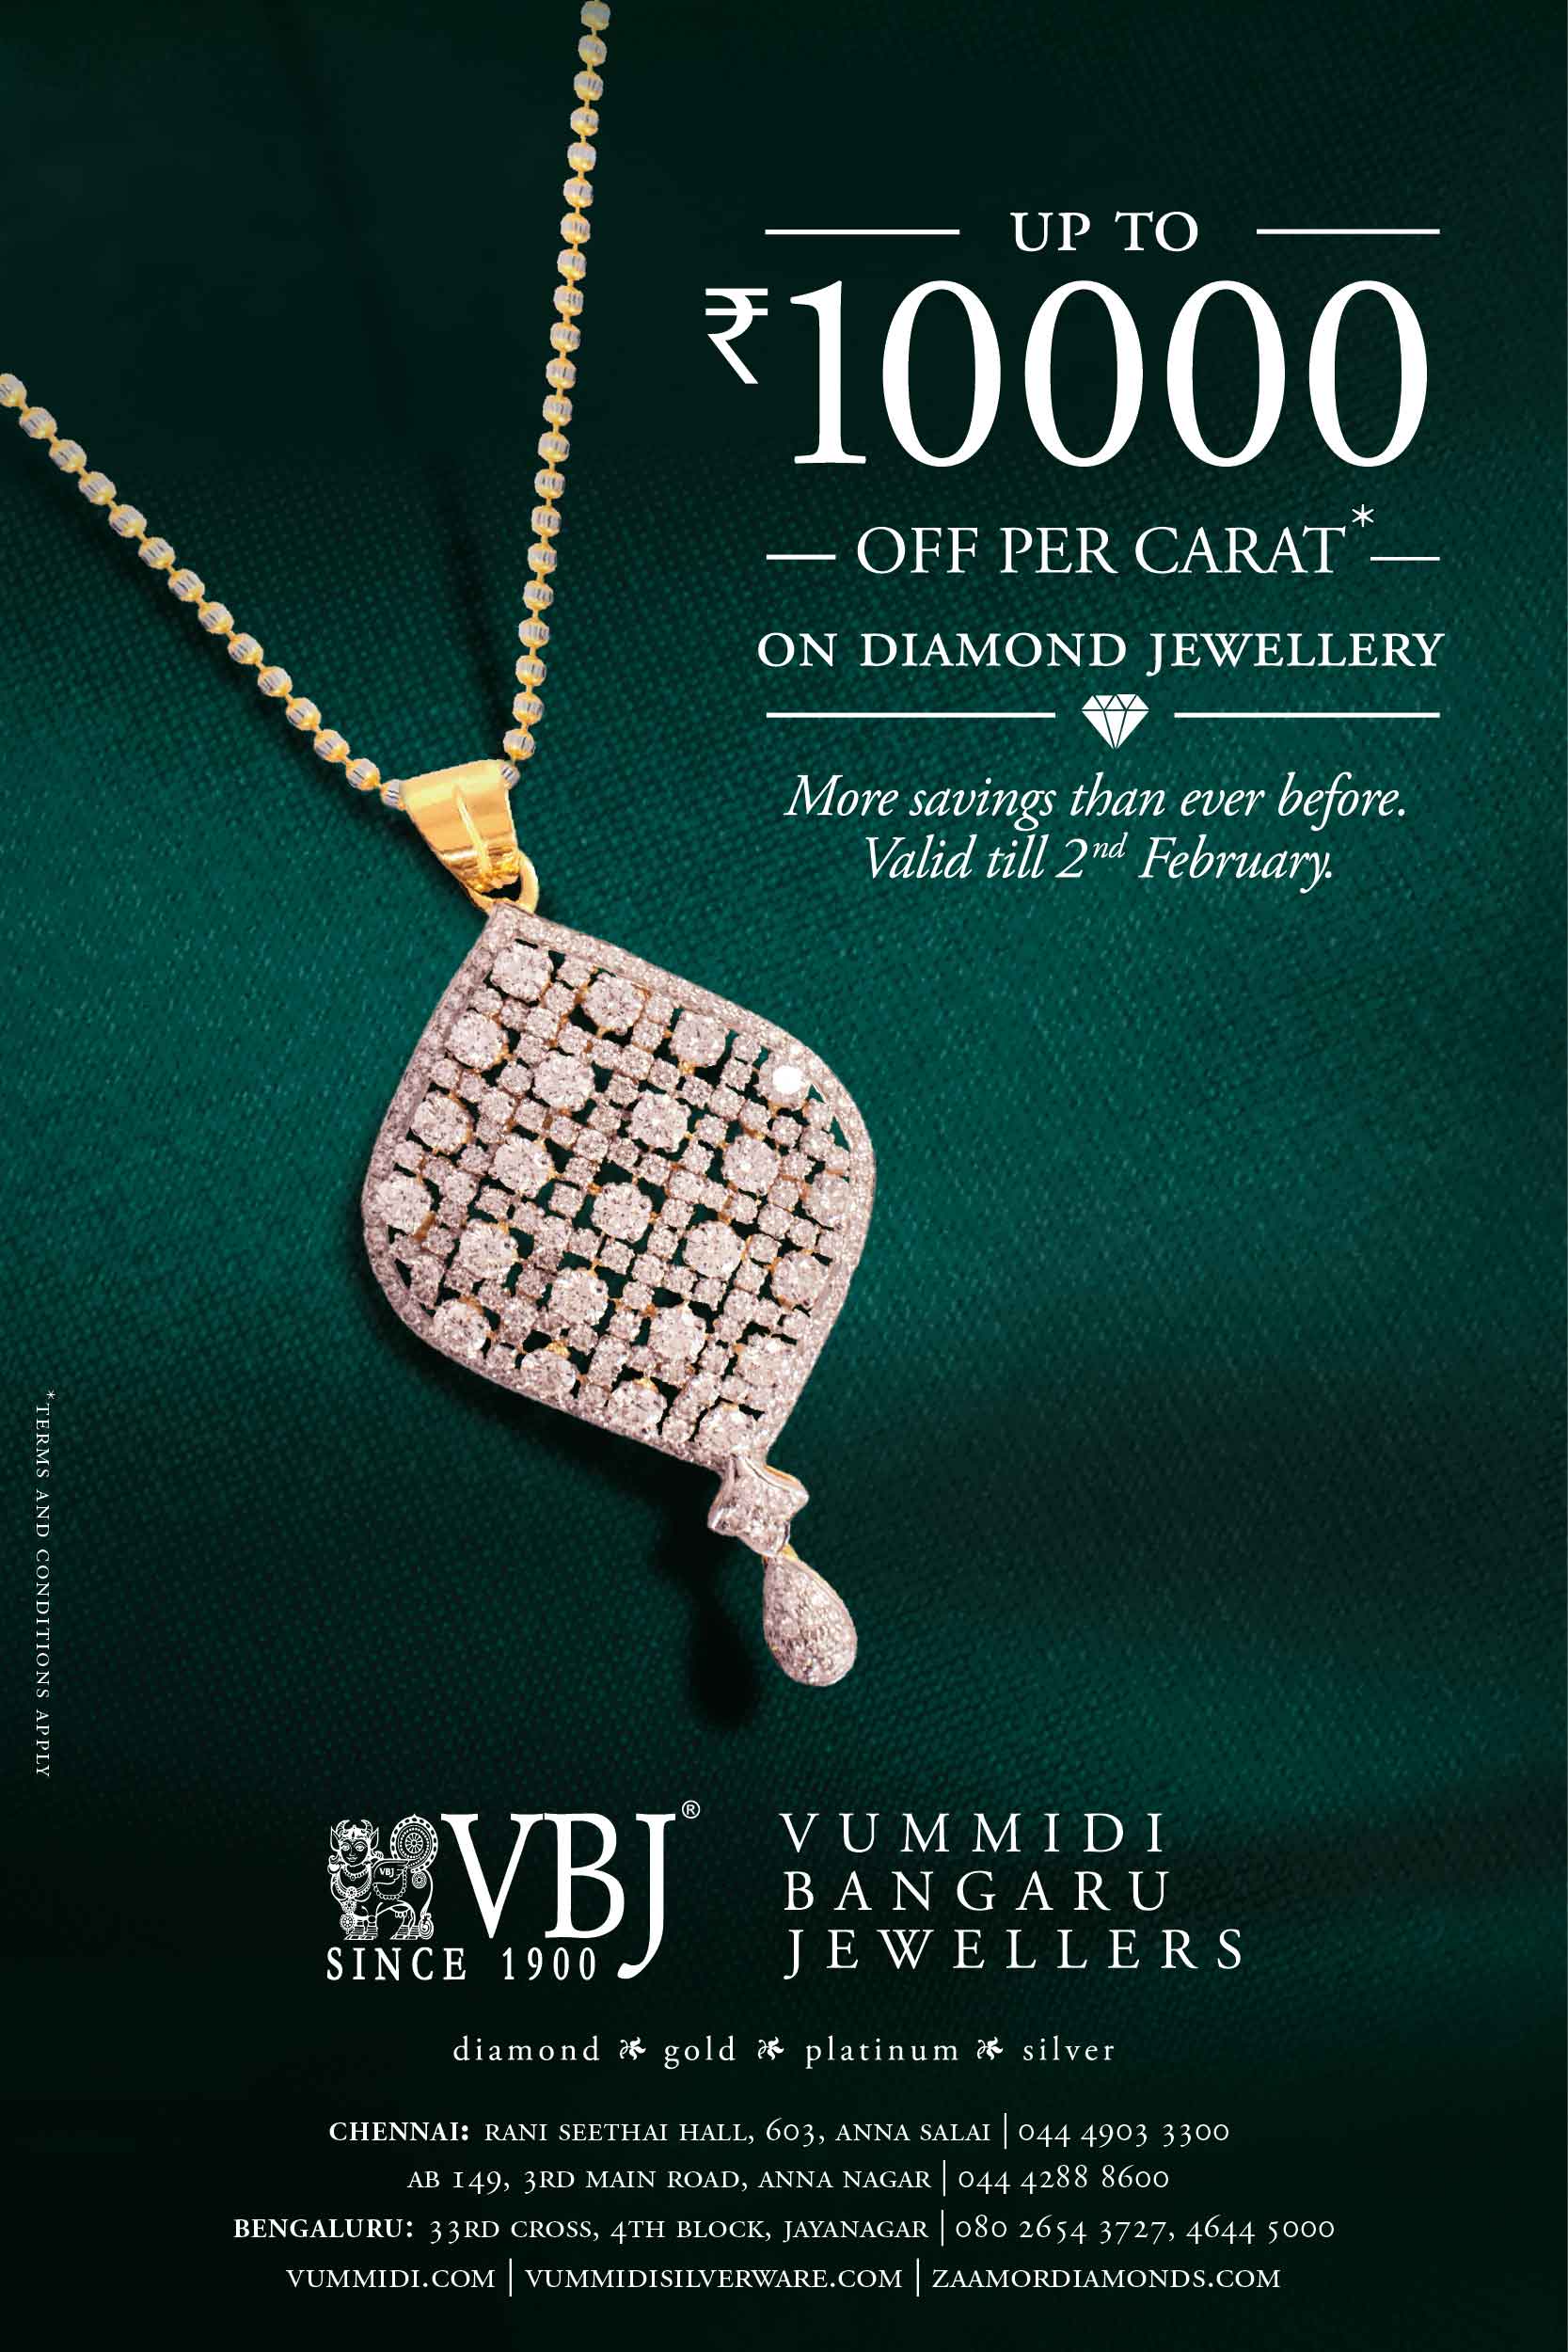 UP TO
₹10000
OFF PER CARAT*
ON DIAMOND JEWELLERY
More savings than ever before.
Valid till 2nd February.
*TERMS AND CONDITIONS APPLY
VBJ
VBJ®
SINCE 1900
VUMMIDI
BANGARU
JEWELLERS
diamond gold platinum silver
CHENNAI: RANI SEETHAI HALL, 603, ANNA SALAI | 044 4903 3300
AB 149, 3RD MAIN ROAD, ANNA NAGAR | 044 4288 8600
BENGALURU: 33RD CROSS, 4TH BLOCK, JAYANAGAR | 080 2654 3727, 4644 5000
VUMMIDI.COM | VUMMIDISILVERWARE.COM | ZAAMORDIAMONDS.COM